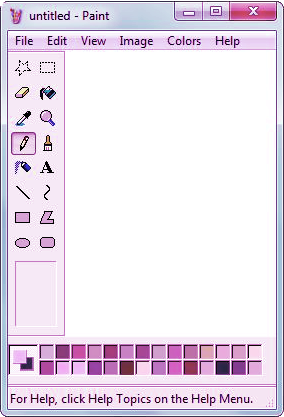 untitled - Paint
File Edit View Image Colors Help
A
For Help, click Help Topics on the Help Menu.